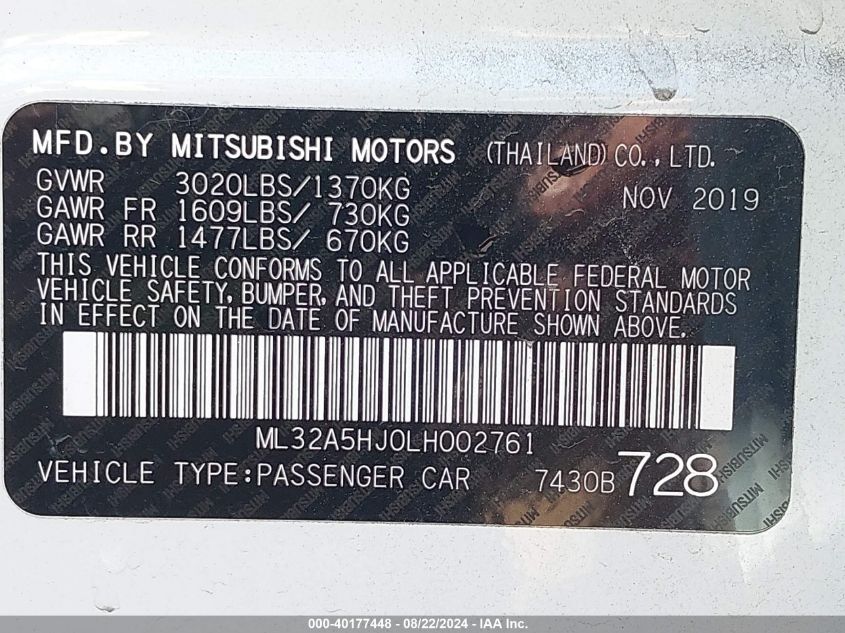 MFD.BY MITSUBISHI MOTORS (THAILAND) CO., LTD.
GVWR 3020LBS/1370KG NOV 2019
GAWR FR 1609LBS/ 730KG
GAWR RR 1477LBS/ 670KG
THIS VEHICLE CONFORMS TO ALL APPLICABLE FEDERAL MOTOR
VEHICLE SAFETY, BUMPER, AND THEFT PREVENTION STANDARDS
IN EFFECT ON THE DATE OF MANUFACTURE SHOWN ABOVE.
ML32A5HJ0LH002761
VEHICLE TYPE:PASSENGER CAR 7430B 728
000-40177448 - 08/22/2024 - IAA Inc.